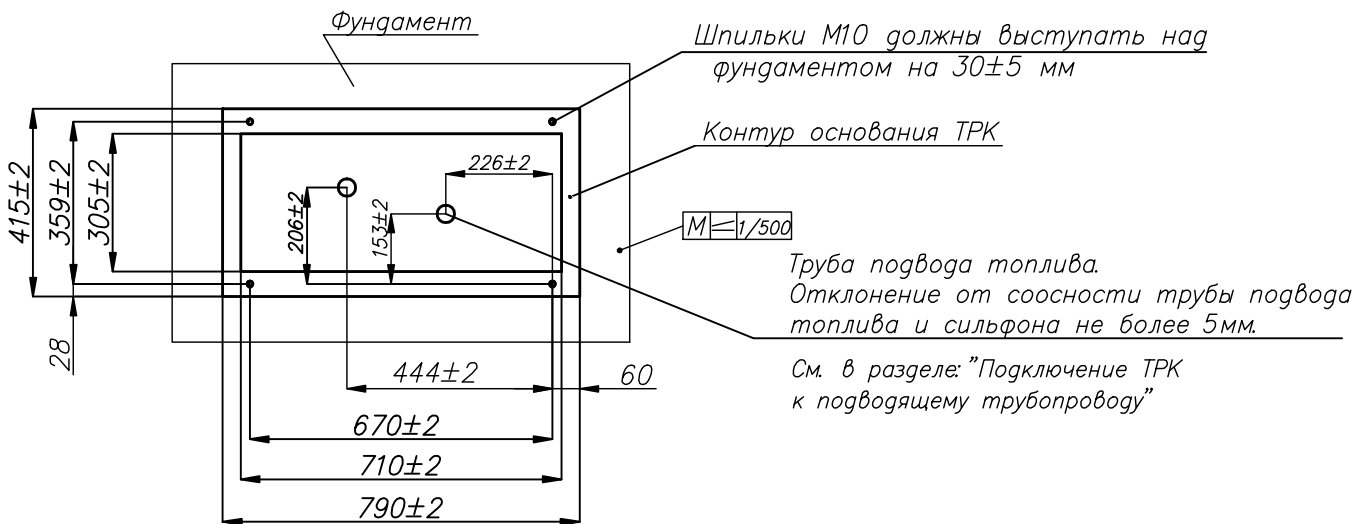 Фундамент
Шпильки М10 должны выступать над
фундаментом на 30±5 мм
Контур основания ТРК
226±2
415±2
359±2
305±2
206±2
153±2
М 1/500
Труба подвода топлива.
Отклонение от соосности трубы подвода
топлива и сильфона не более 5мм.
28
444±2
60
См. в разделе: "Подключение ТРК
к подводящему трубопроводу"
670±2
710±2
790±2